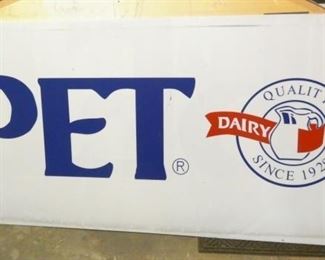 PET®
QUALIT
DAIRY
SINCE 192